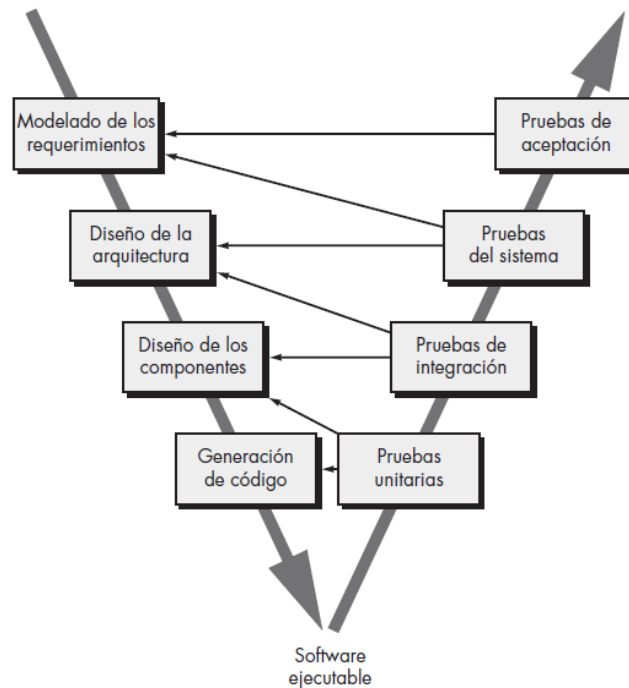 Modelado de los
requerimientos
Pruebas de
aceptación
Diseño de la
arquitectura
Pruebas
del sistema
Diseño de los
componentes
Pruebas de
integración
Generación
de código
Pruebas
unitarias
Software
ejecutable